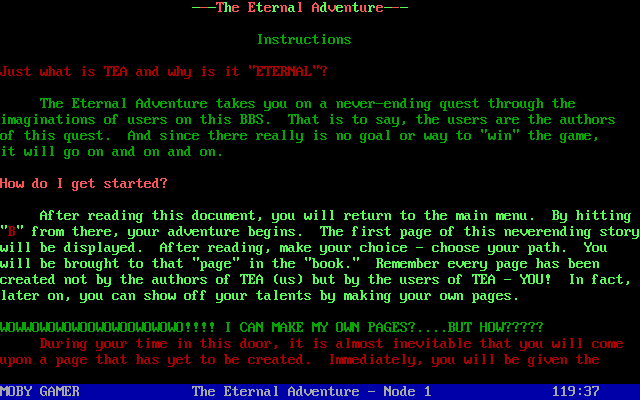 ---The Eternal Adventure---
Instructions
Just what is TEA and why is it "ETERNAL"?
The Eternal Adventure takes you on a never-ending quest through the
imaginations of users on this BBS.  That is to say, the users are the authors
of this quest.  And since there really is no goal or way to "win" the game,
it will go on and on and on.
How do I get started?
After reading this document, you will return to the main menu.  By hitting
"R" from there, your adventure begins.  The first page of this neverending story
will be displayed.  After reading, make your choice - choose your path.  You
will be brought to that "page" in the "book."  Remember every page has been
created not by the authors of TEA (us) but by the users of TEA - YOU!  In fact,
later on, you can show off your talents by making your own pages.
WOWWOWOWOWOOWOWOOWOWOWO!!!! I CAN MAKE MY OWN PAGES?....BUT HOW?????
During your time in this door, it is almost inevitable that you will come
upon a page that has yet to be created.  Immediately, you will be given the
MOBY GAMER The Eternal Adventure - Node 1 119:37